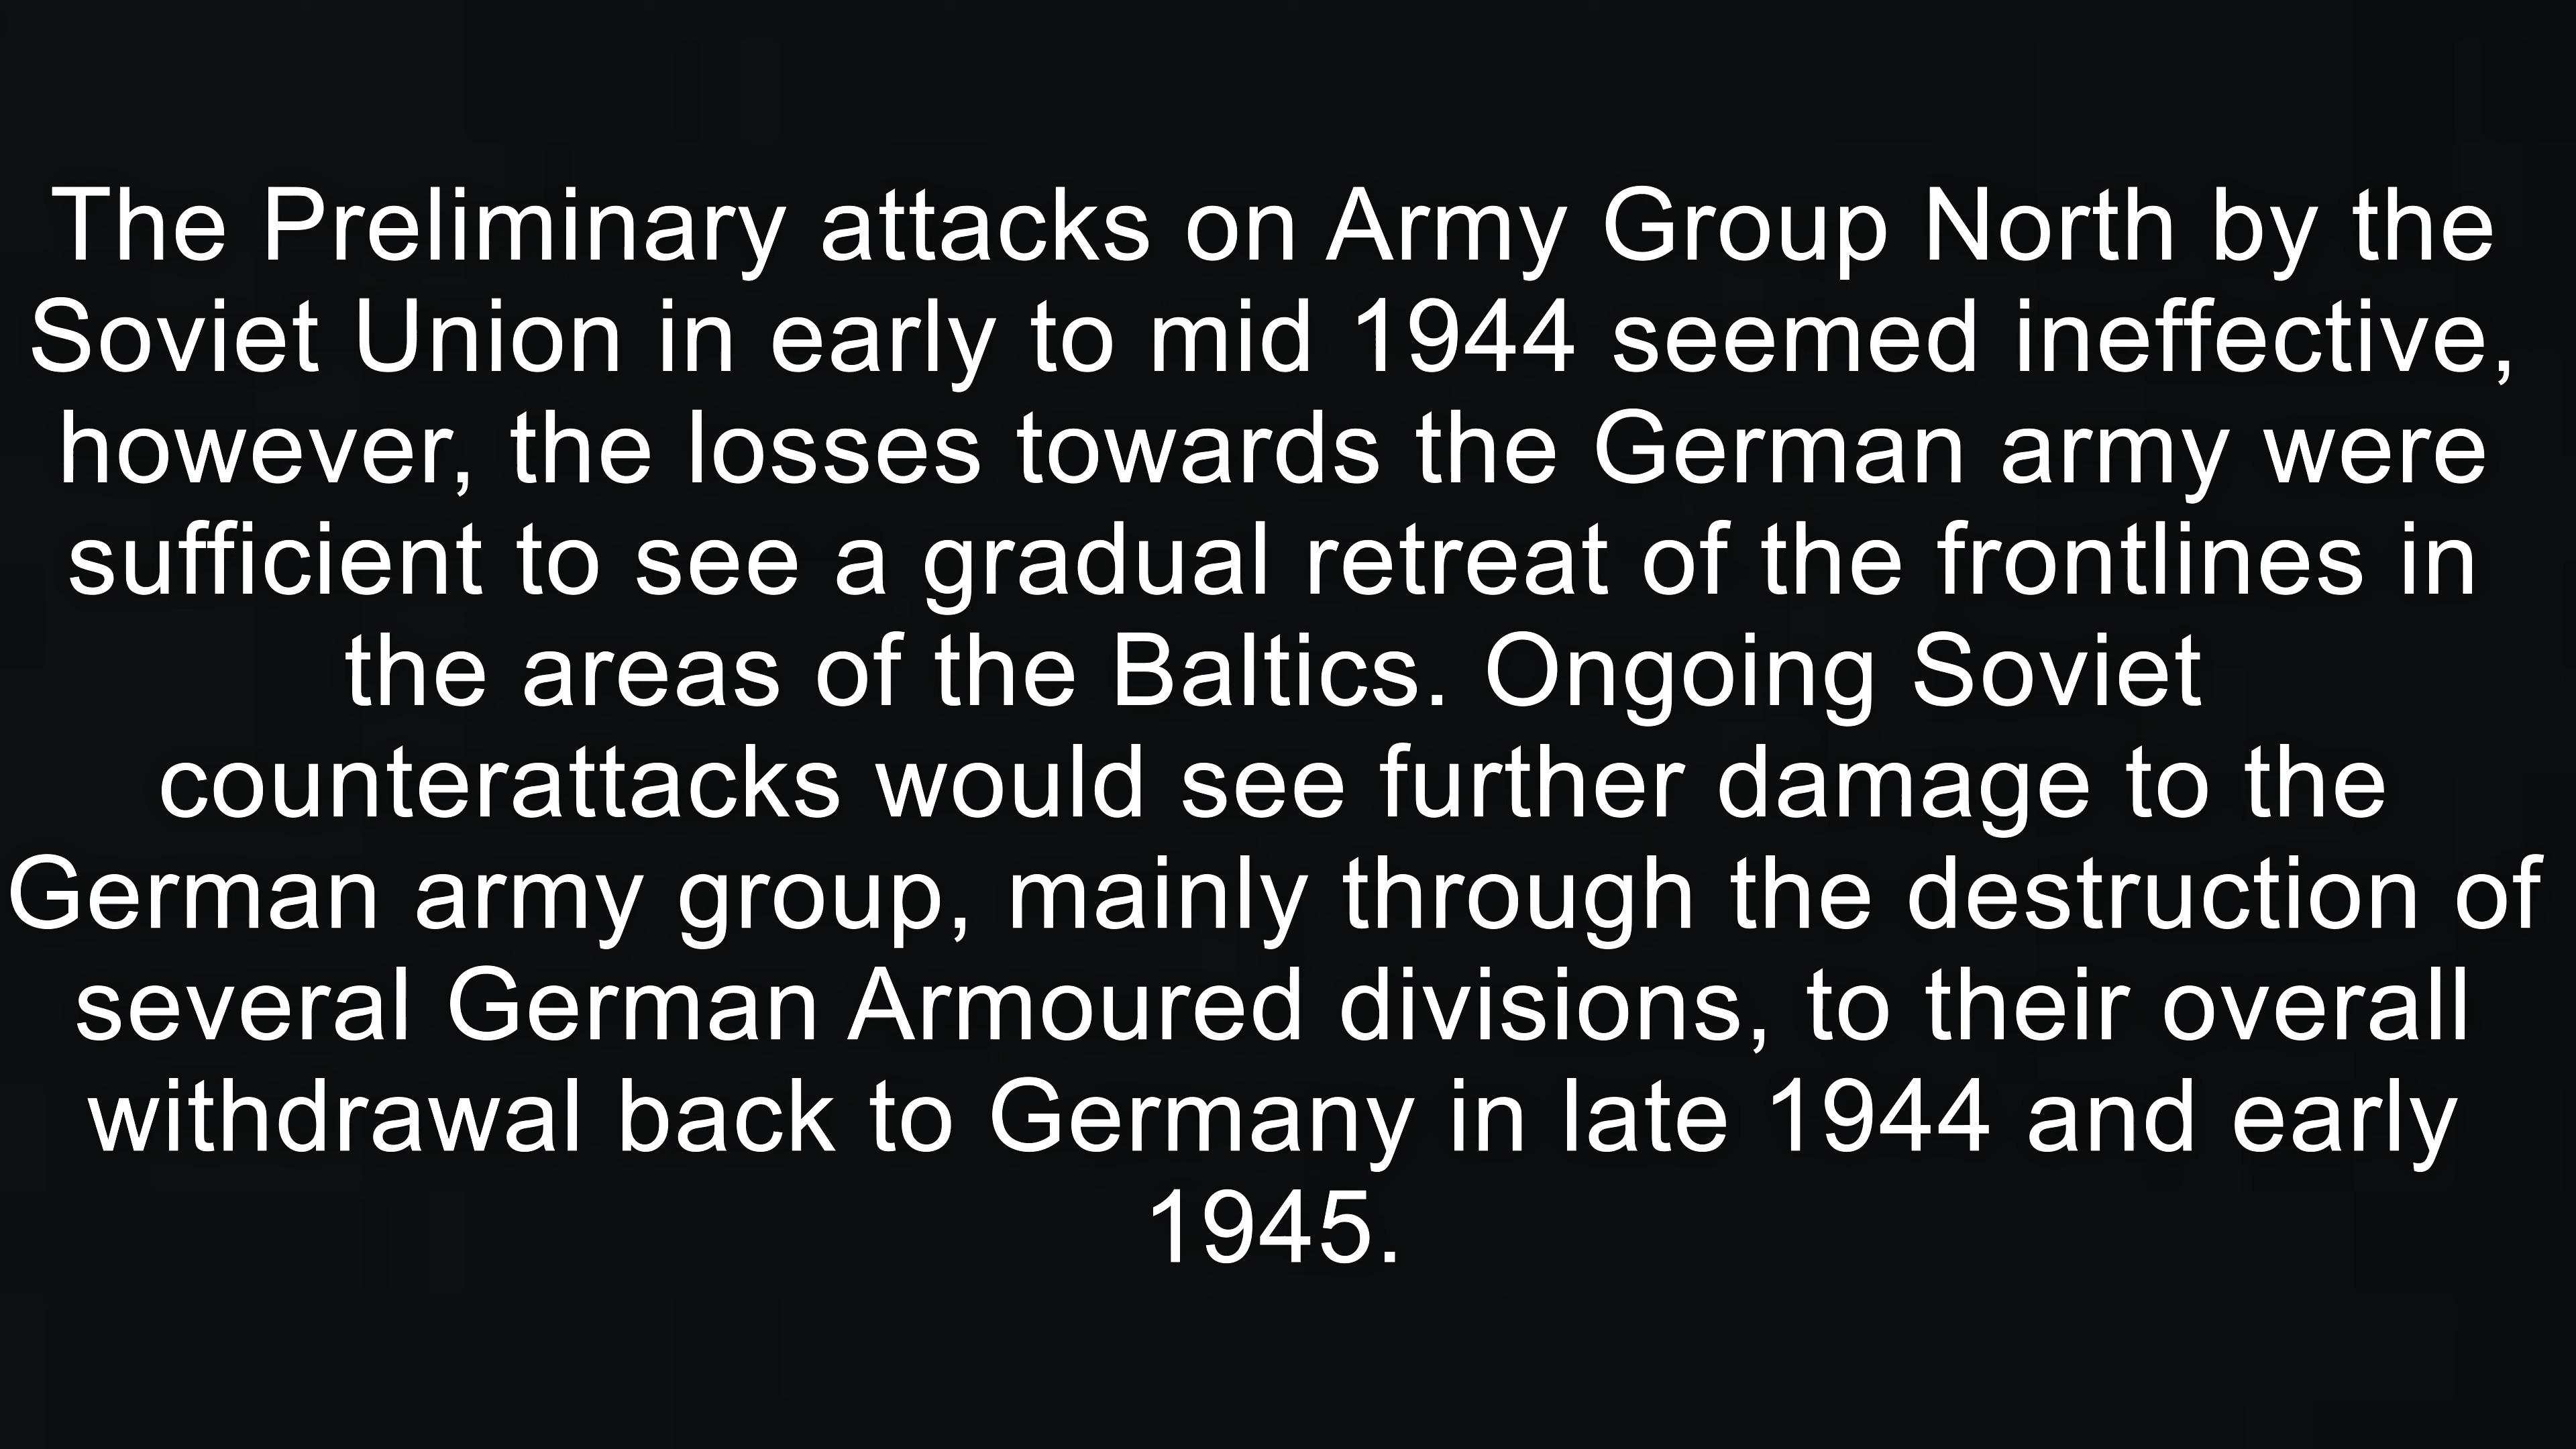 The Preliminary attacks on Army Group North by the
Soviet Union in early to mid 1944 seemed ineffective,
however, the losses towards the German army were
sufficient to see a gradual retreat of the frontlines in
the areas of the Baltics. Ongoing Soviet
counterattacks would see further damage to the
German army group, mainly through the destruction of
several German Armoured divisions, to their overall
withdrawal back to Germany in late 1944 and early
1945.